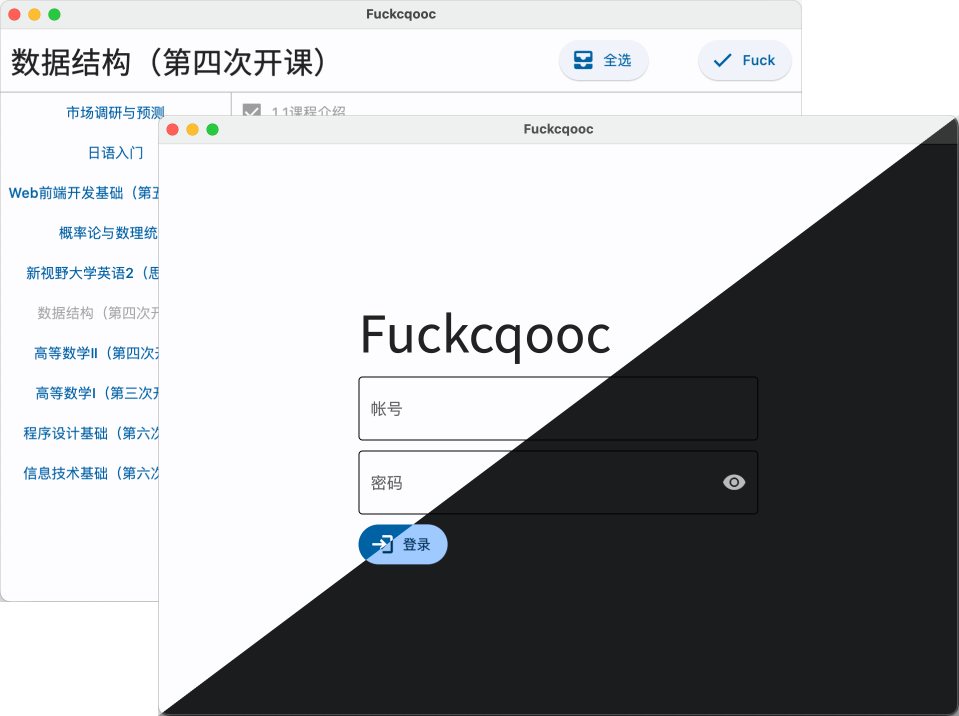 Fuckcqooc
数据结构（第四次开课）
全选
Fuck
市场调研与预测
日语入门
Web前端开发基础（第五
概率论与数理统
新视野大学英语2（思
数据结构（第四次开
高等数学II（第四次开
高等数学I（第三次开
程序设计基础（第六次
信息技术基础（第六次
1.1课程介绍
Fuckcqooc
Fuckcqooc
帐号
密码
登录